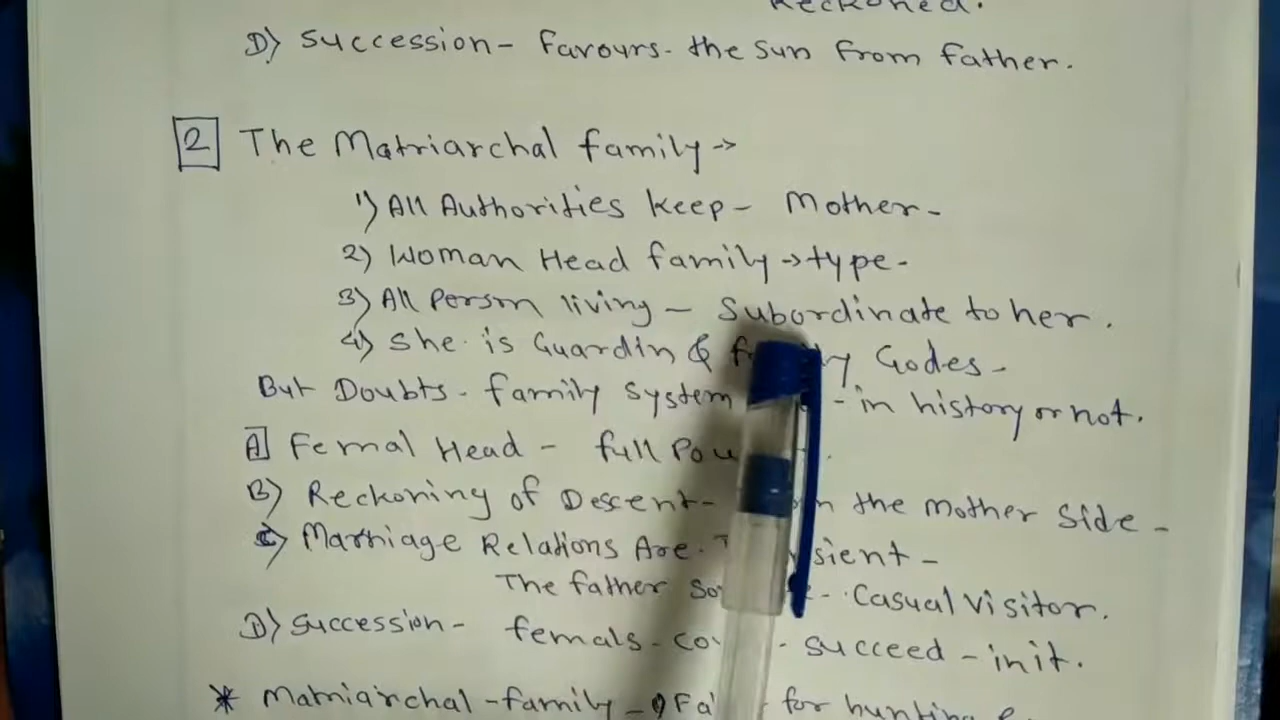 Reckoned.
D) Succession - Favours. the sun from father.
2 The Matriarchal family →
1) All Authorities keep - Mother -
2) Woman Head family → type -
3) All Person living - Subordinate to her.
4) she is Guardin & Godes -
But Doubts - family system - in history or not.
A Femal Head - full
B) Reckoning of Descent - the mother side -
C) Marriage Relations Are -
The father - Casual visitor.
D) Succession - femals - succeed - init.
* Matriarchal - family - for hunting